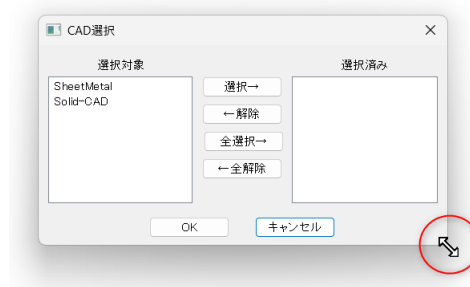 CAD選択
選択対象
選択済み
SheetMetal
Solid-CAD
選択→
←解除
全選択→
←全解除
OK
キャンセル